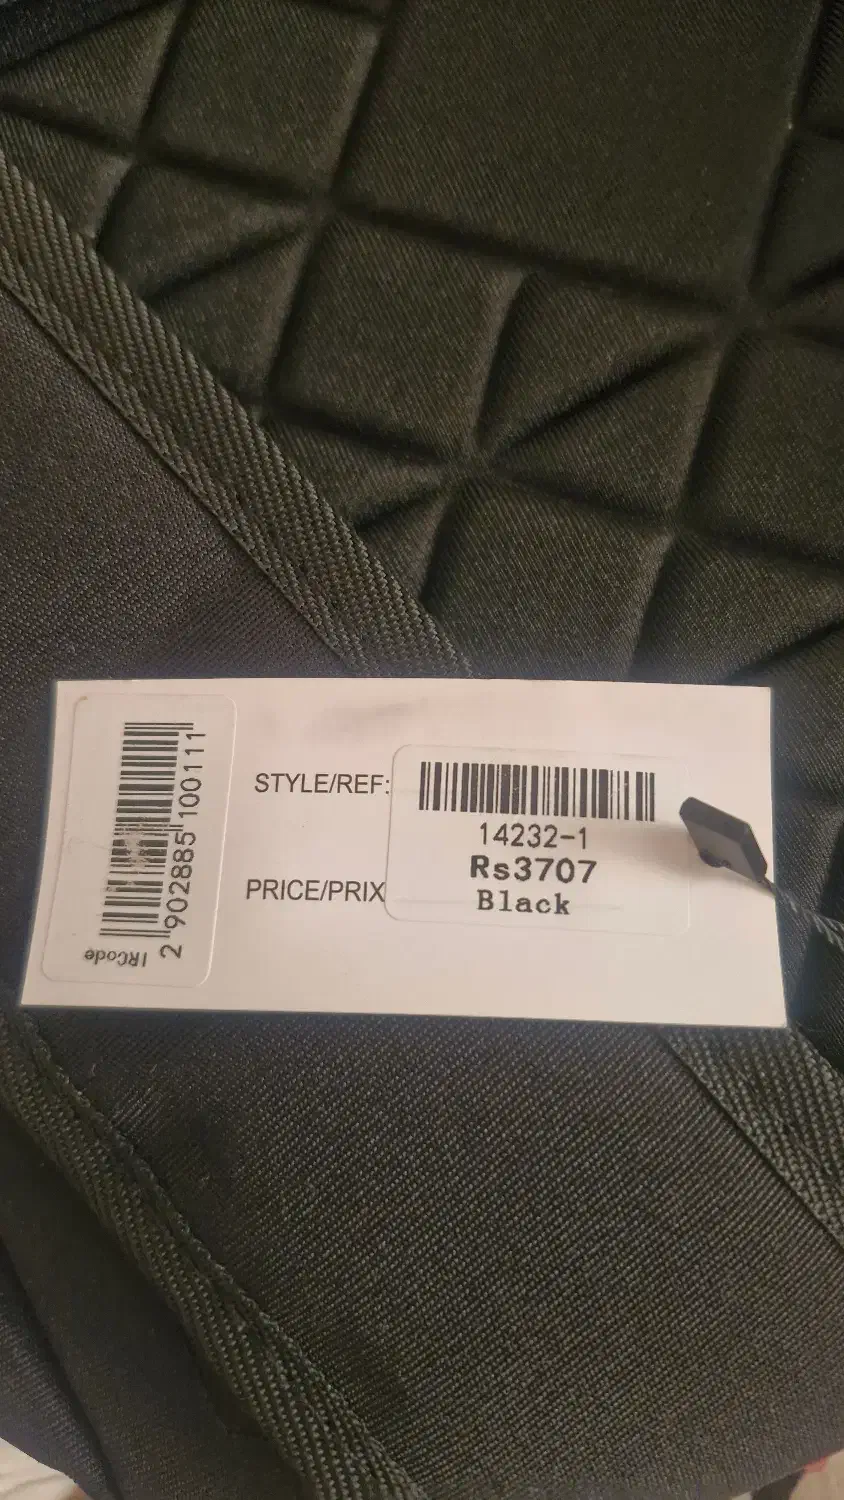 STYLE/REF:
14232-1
Rs3707
PRICE/PRIX
Black
2 902885 100111
IRCode